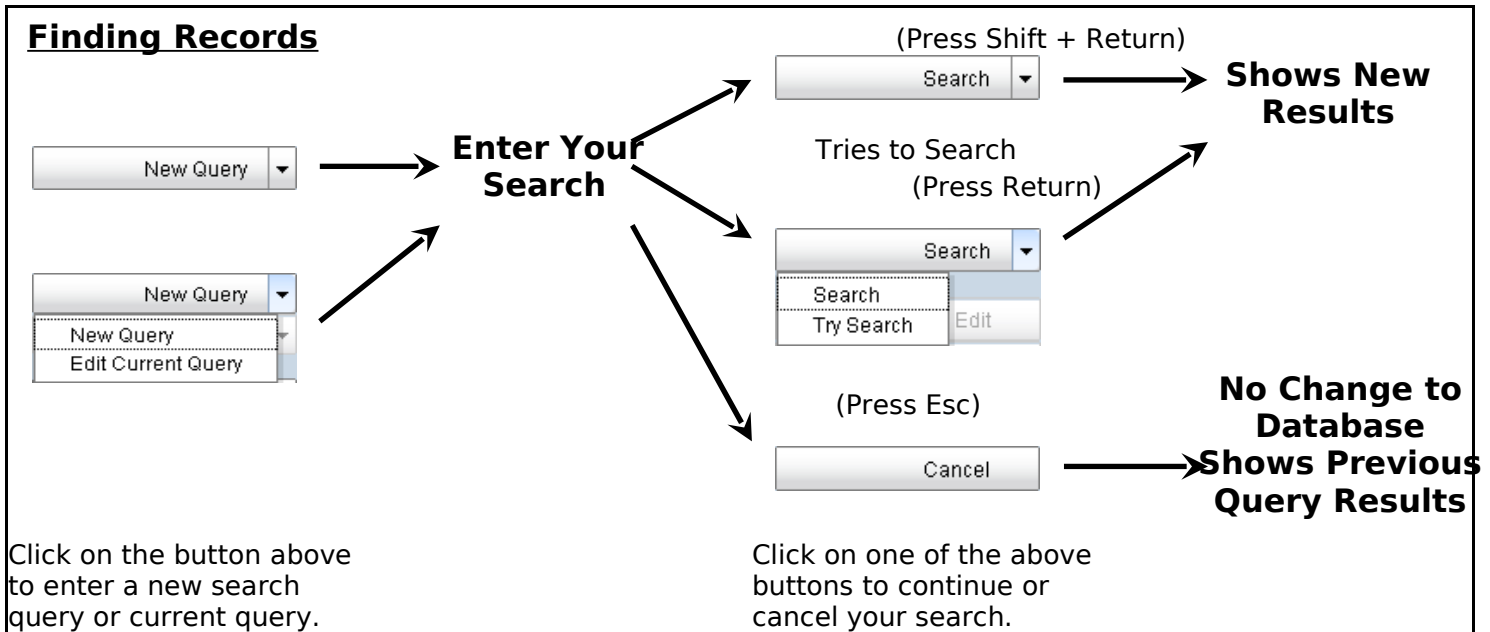 Finding Records
New Query
New Query
New Query
Edit Current Query
Click on the button above
to enter a new search
query or current query.
Enter Your
Search
(Press Shift + Return)
Search
Tries to Search
(Press Return)
Search
Search
Try Search
Edit
(Press Esc)
Cancel
Click on one of the above
buttons to continue or
cancel your search.
Shows New
Results
No Change to
Database
Shows Previous
Query Results